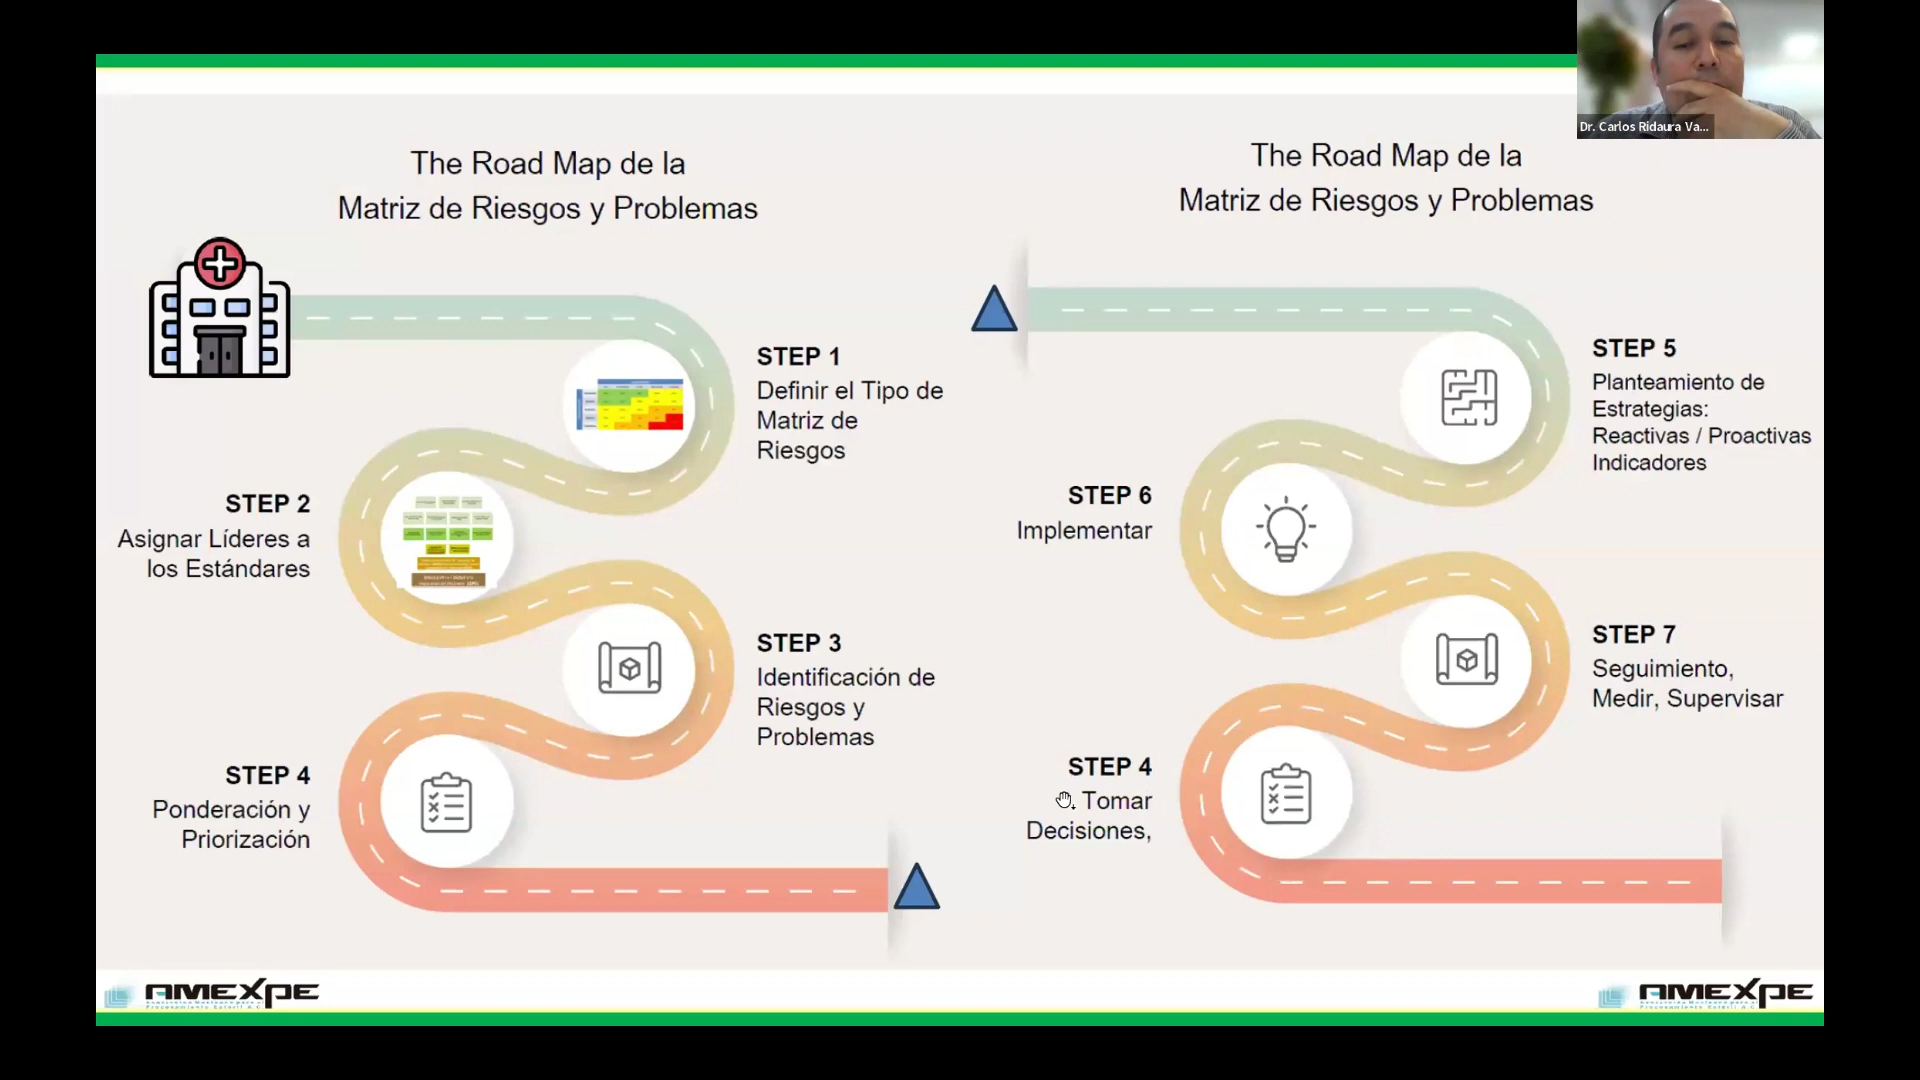 Dr. Carlos Ridaura Va...
The Road Map de la
Matriz de Riesgos y Problemas
STEP 1
Definir el Tipo de
Matriz de
Riesgos
STEP 2
Asignar Líderes a
los Estándares
STEP 3
Identificación de
Riesgos y
Problemas
STEP 4
Ponderación y
Priorización
The Road Map de la
Matriz de Riesgos y Problemas
STEP 5
Planteamiento de
Estrategias:
Reactivas / Proactivas
Indicadores
STEP 6
Implementar
STEP 7
Seguimiento,
Medir, Supervisar
STEP 4
Tomar
Decisiones,
AMEXPE
AMEXPE